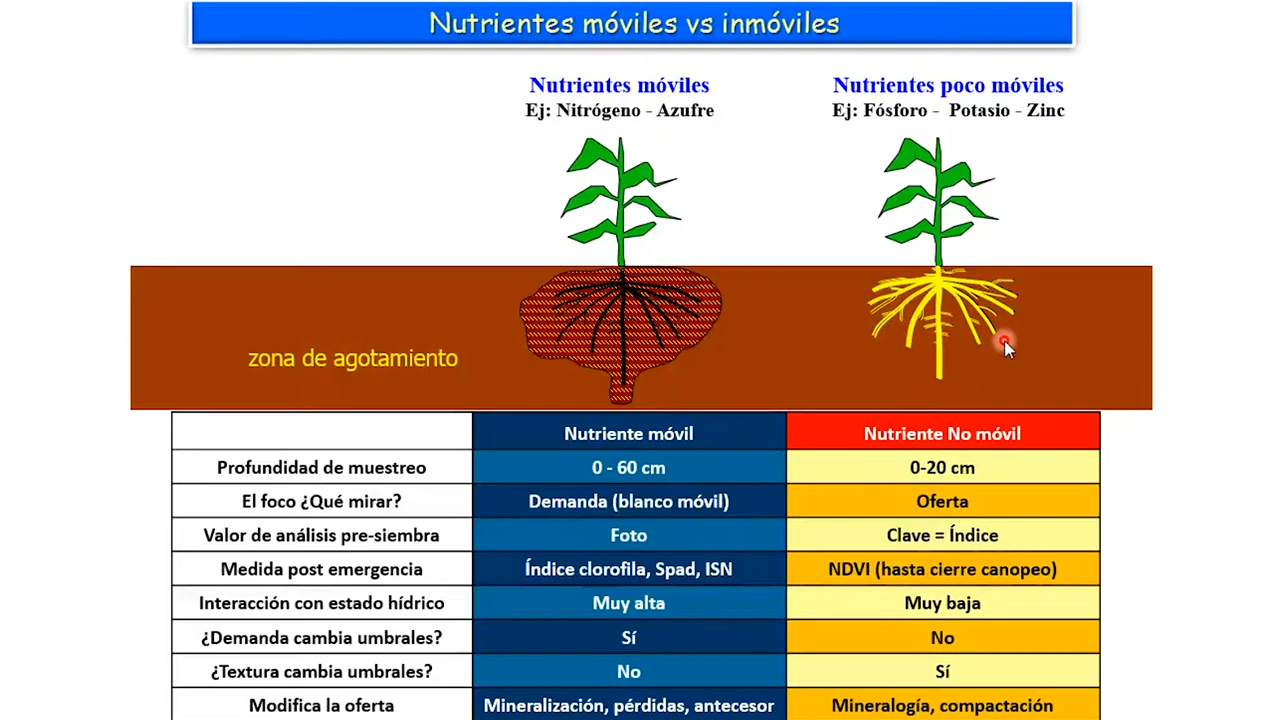 Nutrientes móviles vs inmóviles
Nutrientes móviles
Ej: Nitrógeno - Azufre
Nutrientes poco móviles
Ej: Fósforo - Potasio - Zinc
zona de agotamiento
Nutriente móvil Nutriente No móvil
Profundidad de muestreo 0 - 60 cm 0-20 cm
El foco ¿Qué mirar? Demanda (blanco móvil) Oferta
Valor de análisis pre-siembra Foto Clave = Índice
Medida post emergencia Índice clorofila, Spad, ISN NDVI (hasta cierre canopeo)
Interacción con estado hídrico Muy alta Muy baja
¿Demanda cambia umbrales? Sí No
¿Textura cambia umbrales? No Sí
Modifica la oferta Mineralización, pérdidas, antecesor Mineralogía, compactación